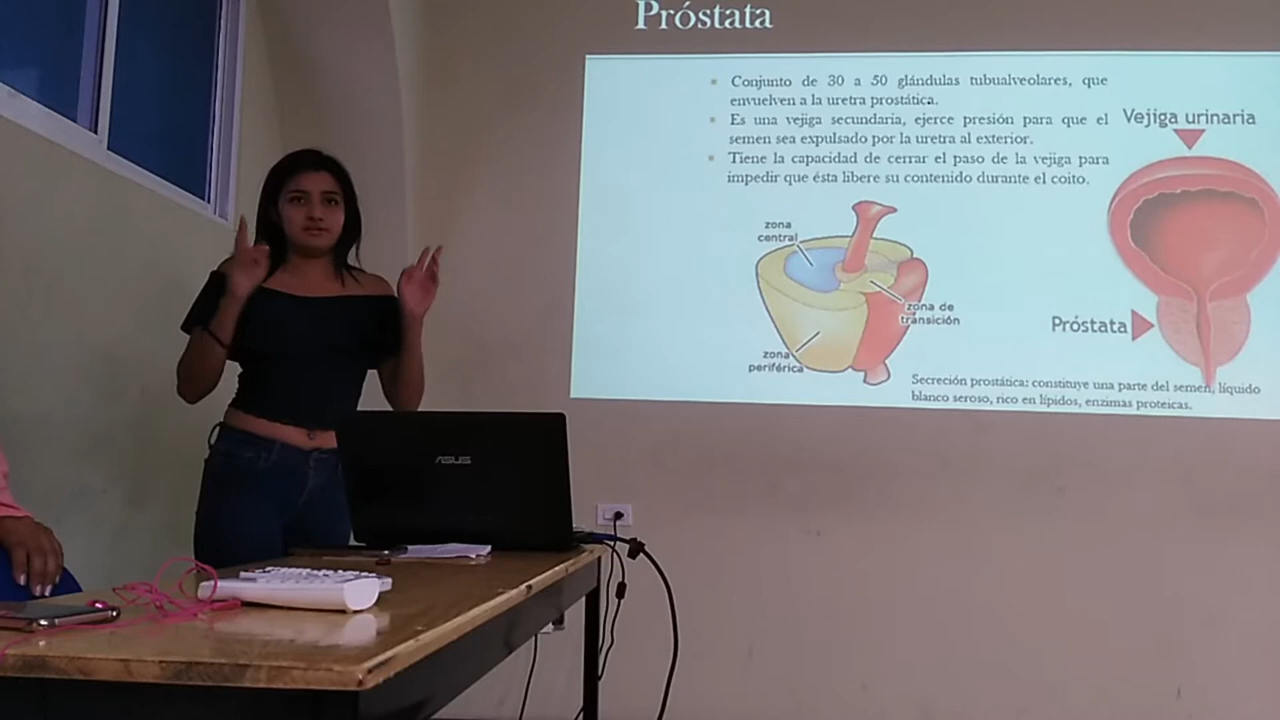 Próstata
Conjunto de 30 a 50 glándulas tubualveolares, que
envuelven a la uretra prostática.
Es una vejiga secundaria, ejerce presión para que el
semen sea expulsado por la uretra al exterior.
Tiene la capacidad de cerrar el paso de la vejiga para
impedir que ésta libere su contenido durante el coito.
Vejiga urinaria
zona
central
zona de
transición
zona
periférica
Próstata
Secreción prostática: constituye una parte del semen, líquido
blanco seroso, rico en lípidos, enzimas proteicas.
ASUS